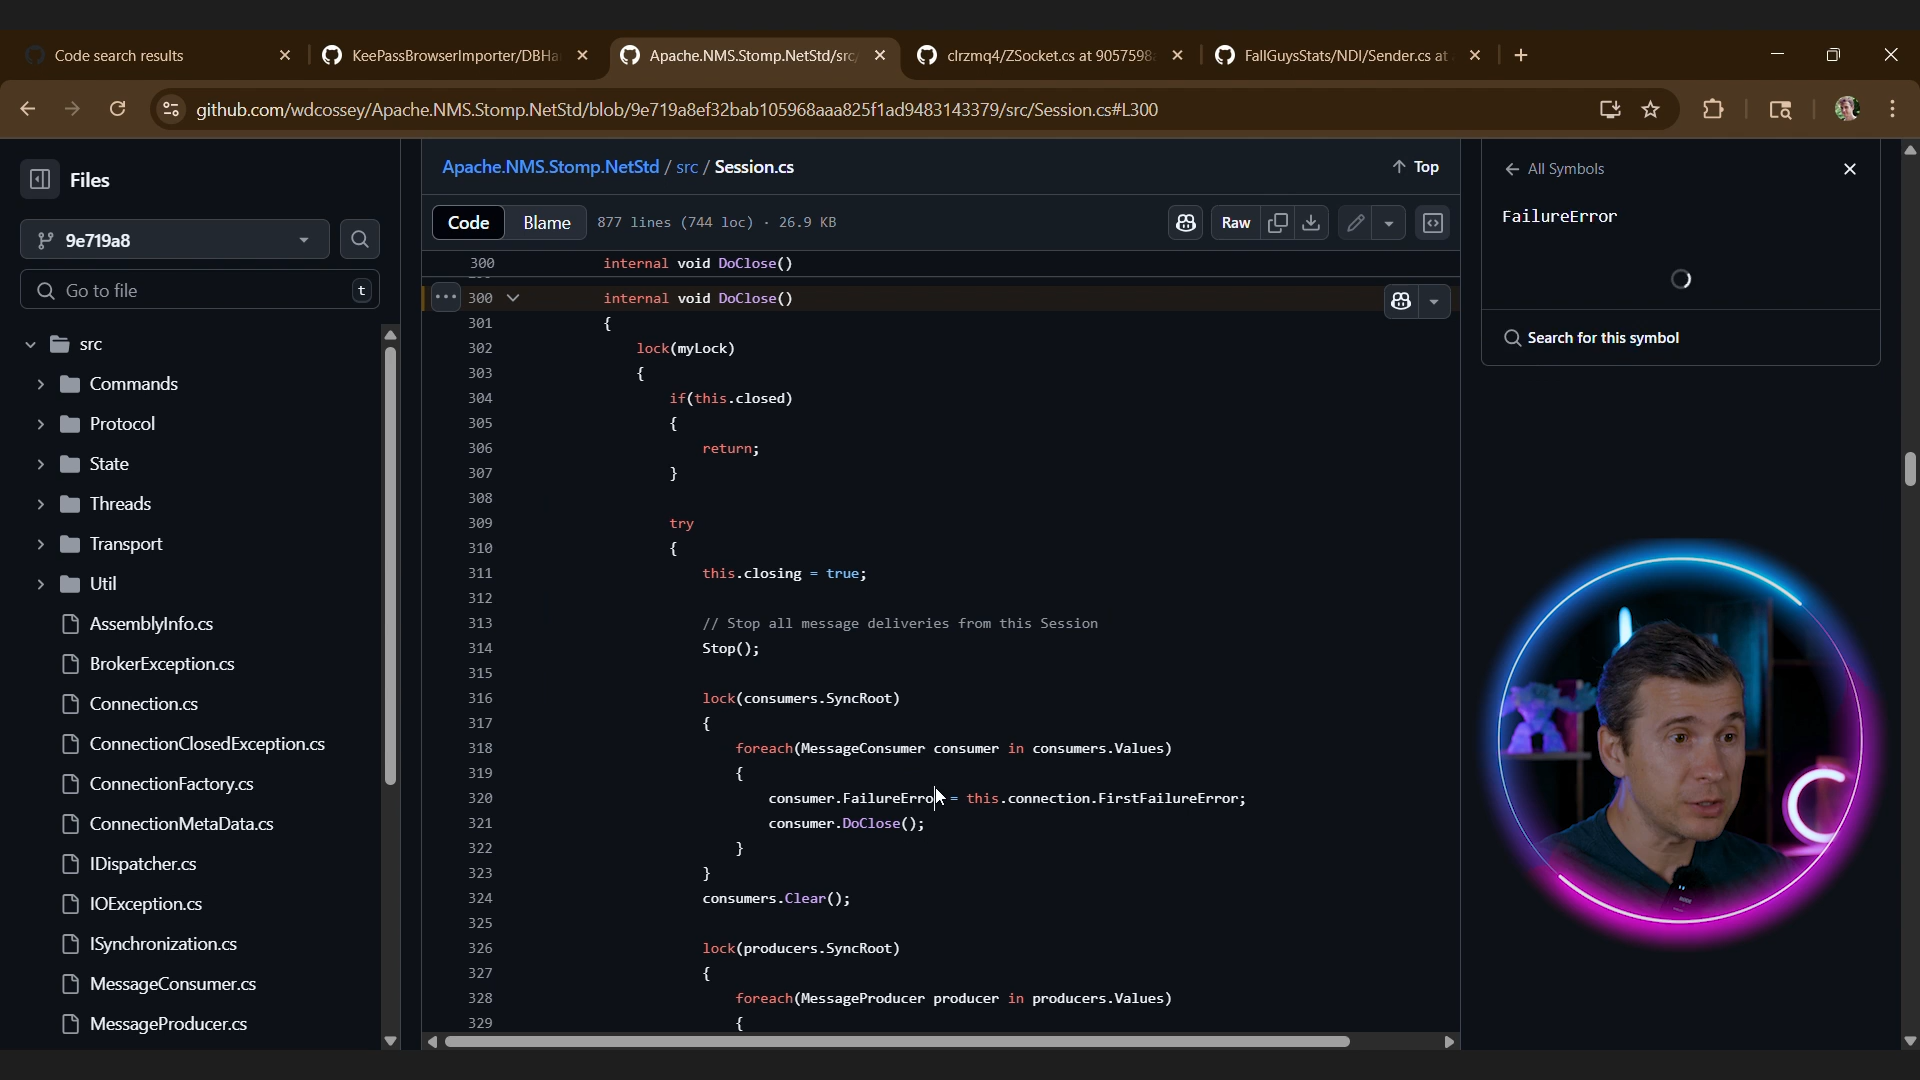 Code search results
KeePassBrowserImporter/DBHa
Apache.NMS.Stomp.NetStd/src/
clrzmq4/ZSocket.cs at 9057598
FallGuysStats/NDI/Sender.cs at
github.com/wdcossey/Apache.NMS.Stomp.NetStd/blob/9e719a8ef32bab105968aaa825f1ad9483143379/src/Session.cs#L300
Files
9e719a8
Go to file t
src
Commands
Protocol
State
Threads
Transport
Util
AssemblyInfo.cs
BrokerException.cs
Connection.cs
ConnectionClosedException.cs
ConnectionFactory.cs
ConnectionMetaData.cs
IDispatcher.cs
IOException.cs
ISynchronization.cs
MessageConsumer.cs
MessageProducer.cs
Apache.NMS.Stomp.NetStd / src / Session.cs
Top
Code Blame 877 lines (744 loc) · 26.9 KB
Raw
300 internal void DoClose()
300 internal void DoClose()
301 {
302 lock(myLock)
303 {
304 if(this.closed)
305 {
306 return;
307 }
308
309 try
310 {
311 this.closing = true;
312
313 // Stop all message deliveries from this Session
314 Stop();
315
316 lock(consumers.SyncRoot)
317 {
318 foreach(MessageConsumer consumer in consumers.Values)
319 {
320 consumer.FailureError = this.connection.FirstFailureError;
321 consumer.DoClose();
322 }
323 }
324 consumers.Clear();
325
326 lock(producers.SyncRoot)
327 {
328 foreach(MessageProducer producer in producers.Values)
329 {
All Symbols
FailureError
Search for this symbol